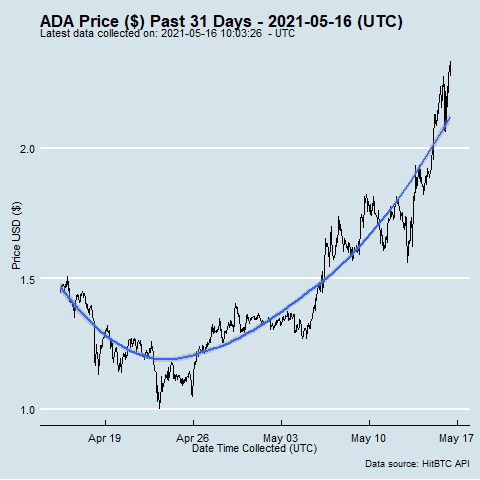 ADA Price ($) Past 31 Days - 2021-05-16 (UTC)
Latest data collected on: 2021-05-16 10:03:26  - UTC
Price USD ($)
2.0
1.5
1.0
Apr 19
Apr 26
May 03
May 10
May 17
Date Time Collected (UTC)
Data source: HitBTC API